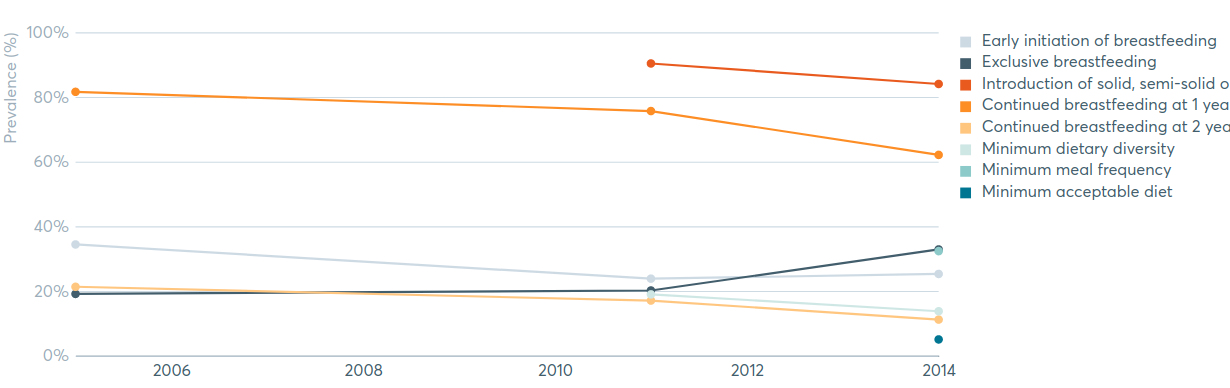 Prevalence (%)
100%
80%
60%
40%
20%
0%
2006
2008
2010
2012
2014
Early initiation of breastfeeding
Exclusive breastfeeding
Introduction of solid, semi-solid o
Continued breastfeeding at 1 yea
Continued breastfeeding at 2 yea
Minimum dietary diversity
Minimum meal frequency
Minimum acceptable diet